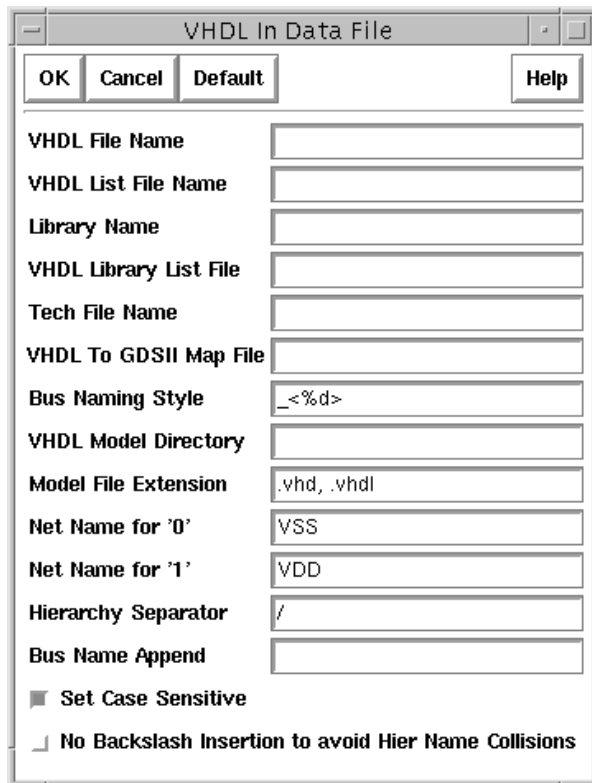 VHDL In Data File
OK Cancel Default Help
VHDL File Name
VHDL List File Name
Library Name
VHDL Library List File
Tech File Name
VHDL To GDSII Map File
Bus Naming Style _<%d>
VHDL Model Directory
Model File Extension .vhd, .vhdl
Net Name for '0' VSS
Net Name for '1' VDD
Hierarchy Separator /
Bus Name Append
Set Case Sensitive
No Backslash Insertion to avoid Hier Name Collisions